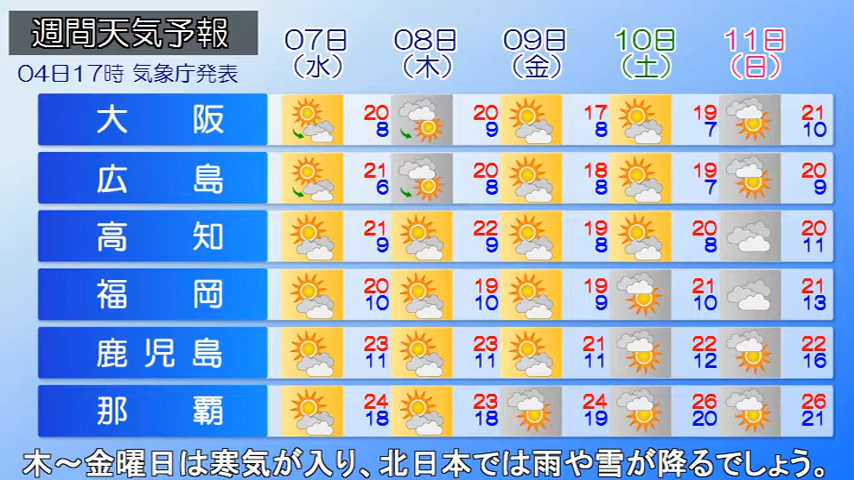 週間天気予報
04日17時 気象庁発表
07日 08日 09日 10日 11日
（水） （木） （金） （土） （日）
大阪 20 8 20 9 17 8 19 7 21 10
広島 21 6 20 8 18 8 19 7 20 9
高知 21 9 22 9 19 8 20 8 20 11
福岡 20 10 19 10 19 9 21 10 21 13
鹿児島 23 11 23 11 21 11 22 12 22 16
那覇 24 18 23 18 24 19 26 20 26 21
木～金曜日は寒気が入り、北日本では雨や雪が降るでしょう。